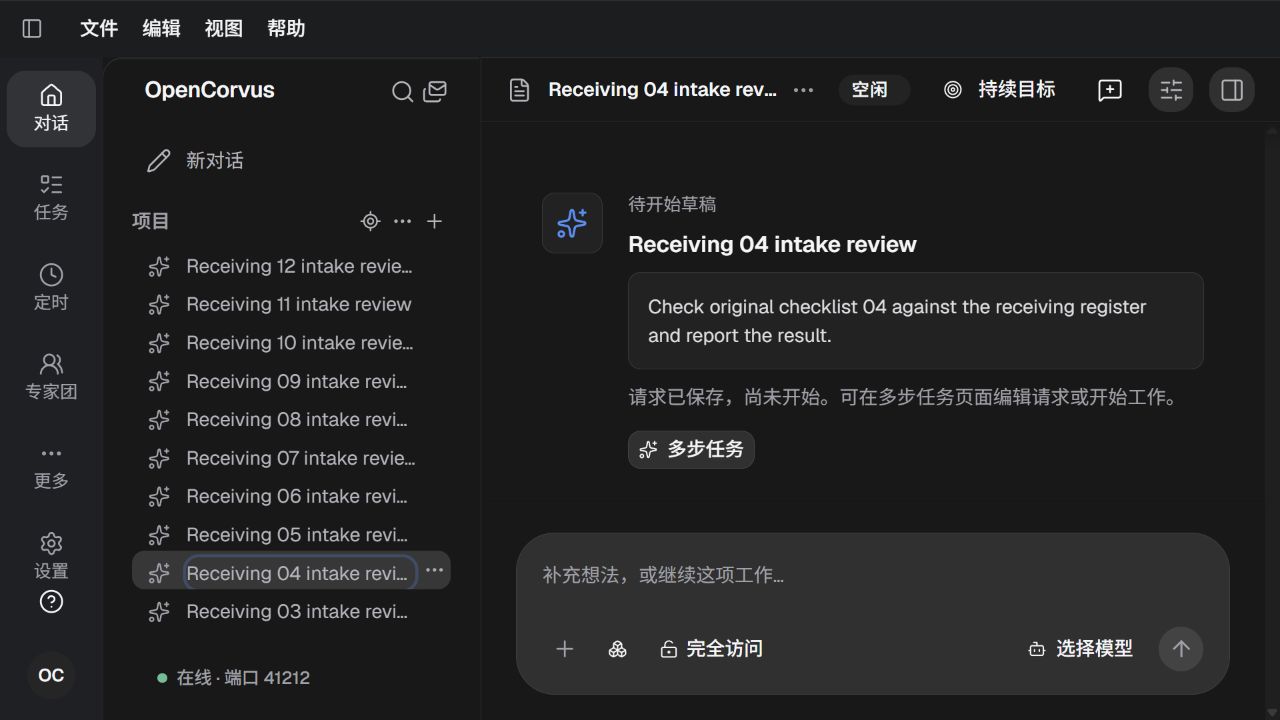 文件 编辑 视图 帮助
对话
任务
定时
专家团
更多
设置
OC
OpenCorvus
新对话
项目
Receiving 12 intake revie...
Receiving 11 intake review
Receiving 10 intake revie...
Receiving 09 intake revi...
Receiving 08 intake revi...
Receiving 07 intake revie...
Receiving 06 intake revi...
Receiving 05 intake revi...
Receiving 04 intake revi...
Receiving 03 intake revi...
在线 · 端口 41212
Receiving 04 intake rev... 空闲 持续目标
待开始草稿
Receiving 04 intake review
Check original checklist 04 against the receiving register
and report the result.
请求已保存，尚未开始。可在多步任务页面编辑请求或开始工作。
多步任务
补充想法，或继续这项工作...
完全访问 选择模型